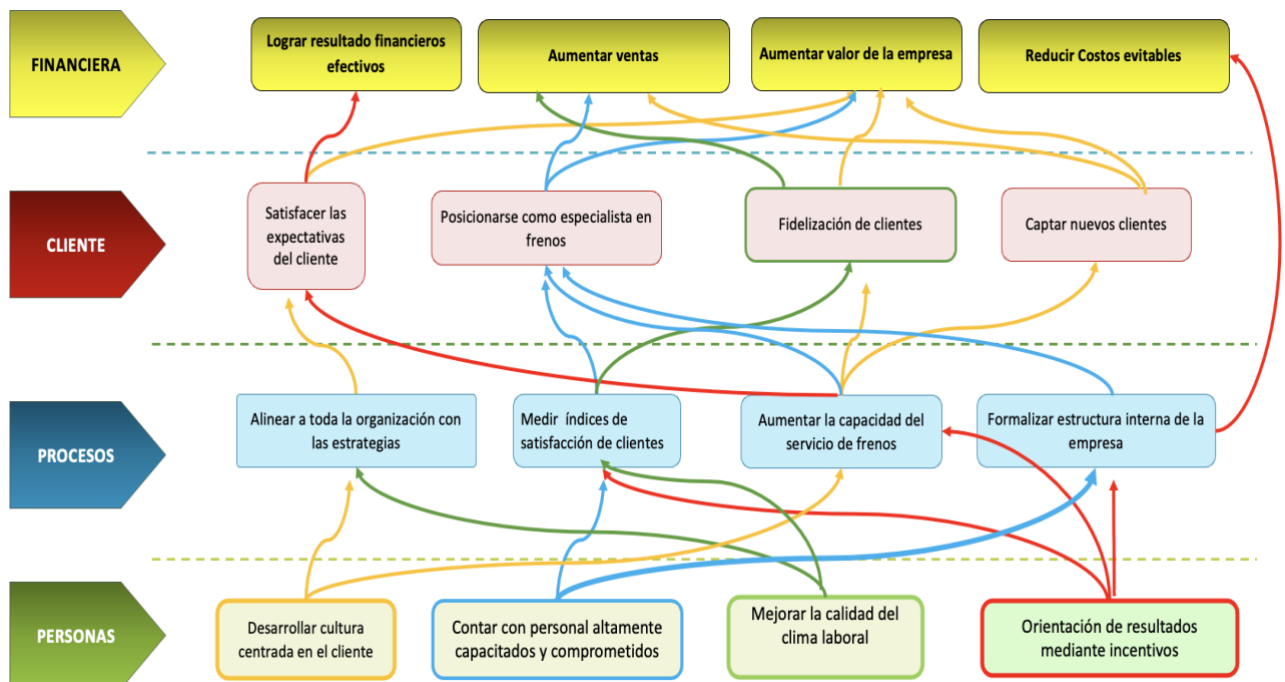 FINANCIERA
Lograr resultado financieros
efectivos
Aumentar ventas
Aumentar valor de la empresa
Reducir Costos evitables
CLIENTE
Satisfacer las
expectativas
del cliente
Posicionarse como especialista en
frenos
Fidelización de clientes
Captar nuevos clientes
PROCESOS
Alinear a toda la organización con
las estrategias
Medir índices de
satisfacción de clientes
Aumentar la capacidad del
servicio de frenos
Formalizar estructura interna de la
empresa
PERSONAS
Desarrollar cultura
centrada en el cliente
Contar con personal altamente
capacitados y comprometidos
Mejorar la calidad del
clima laboral
Orientación de resultados
mediante incentivos